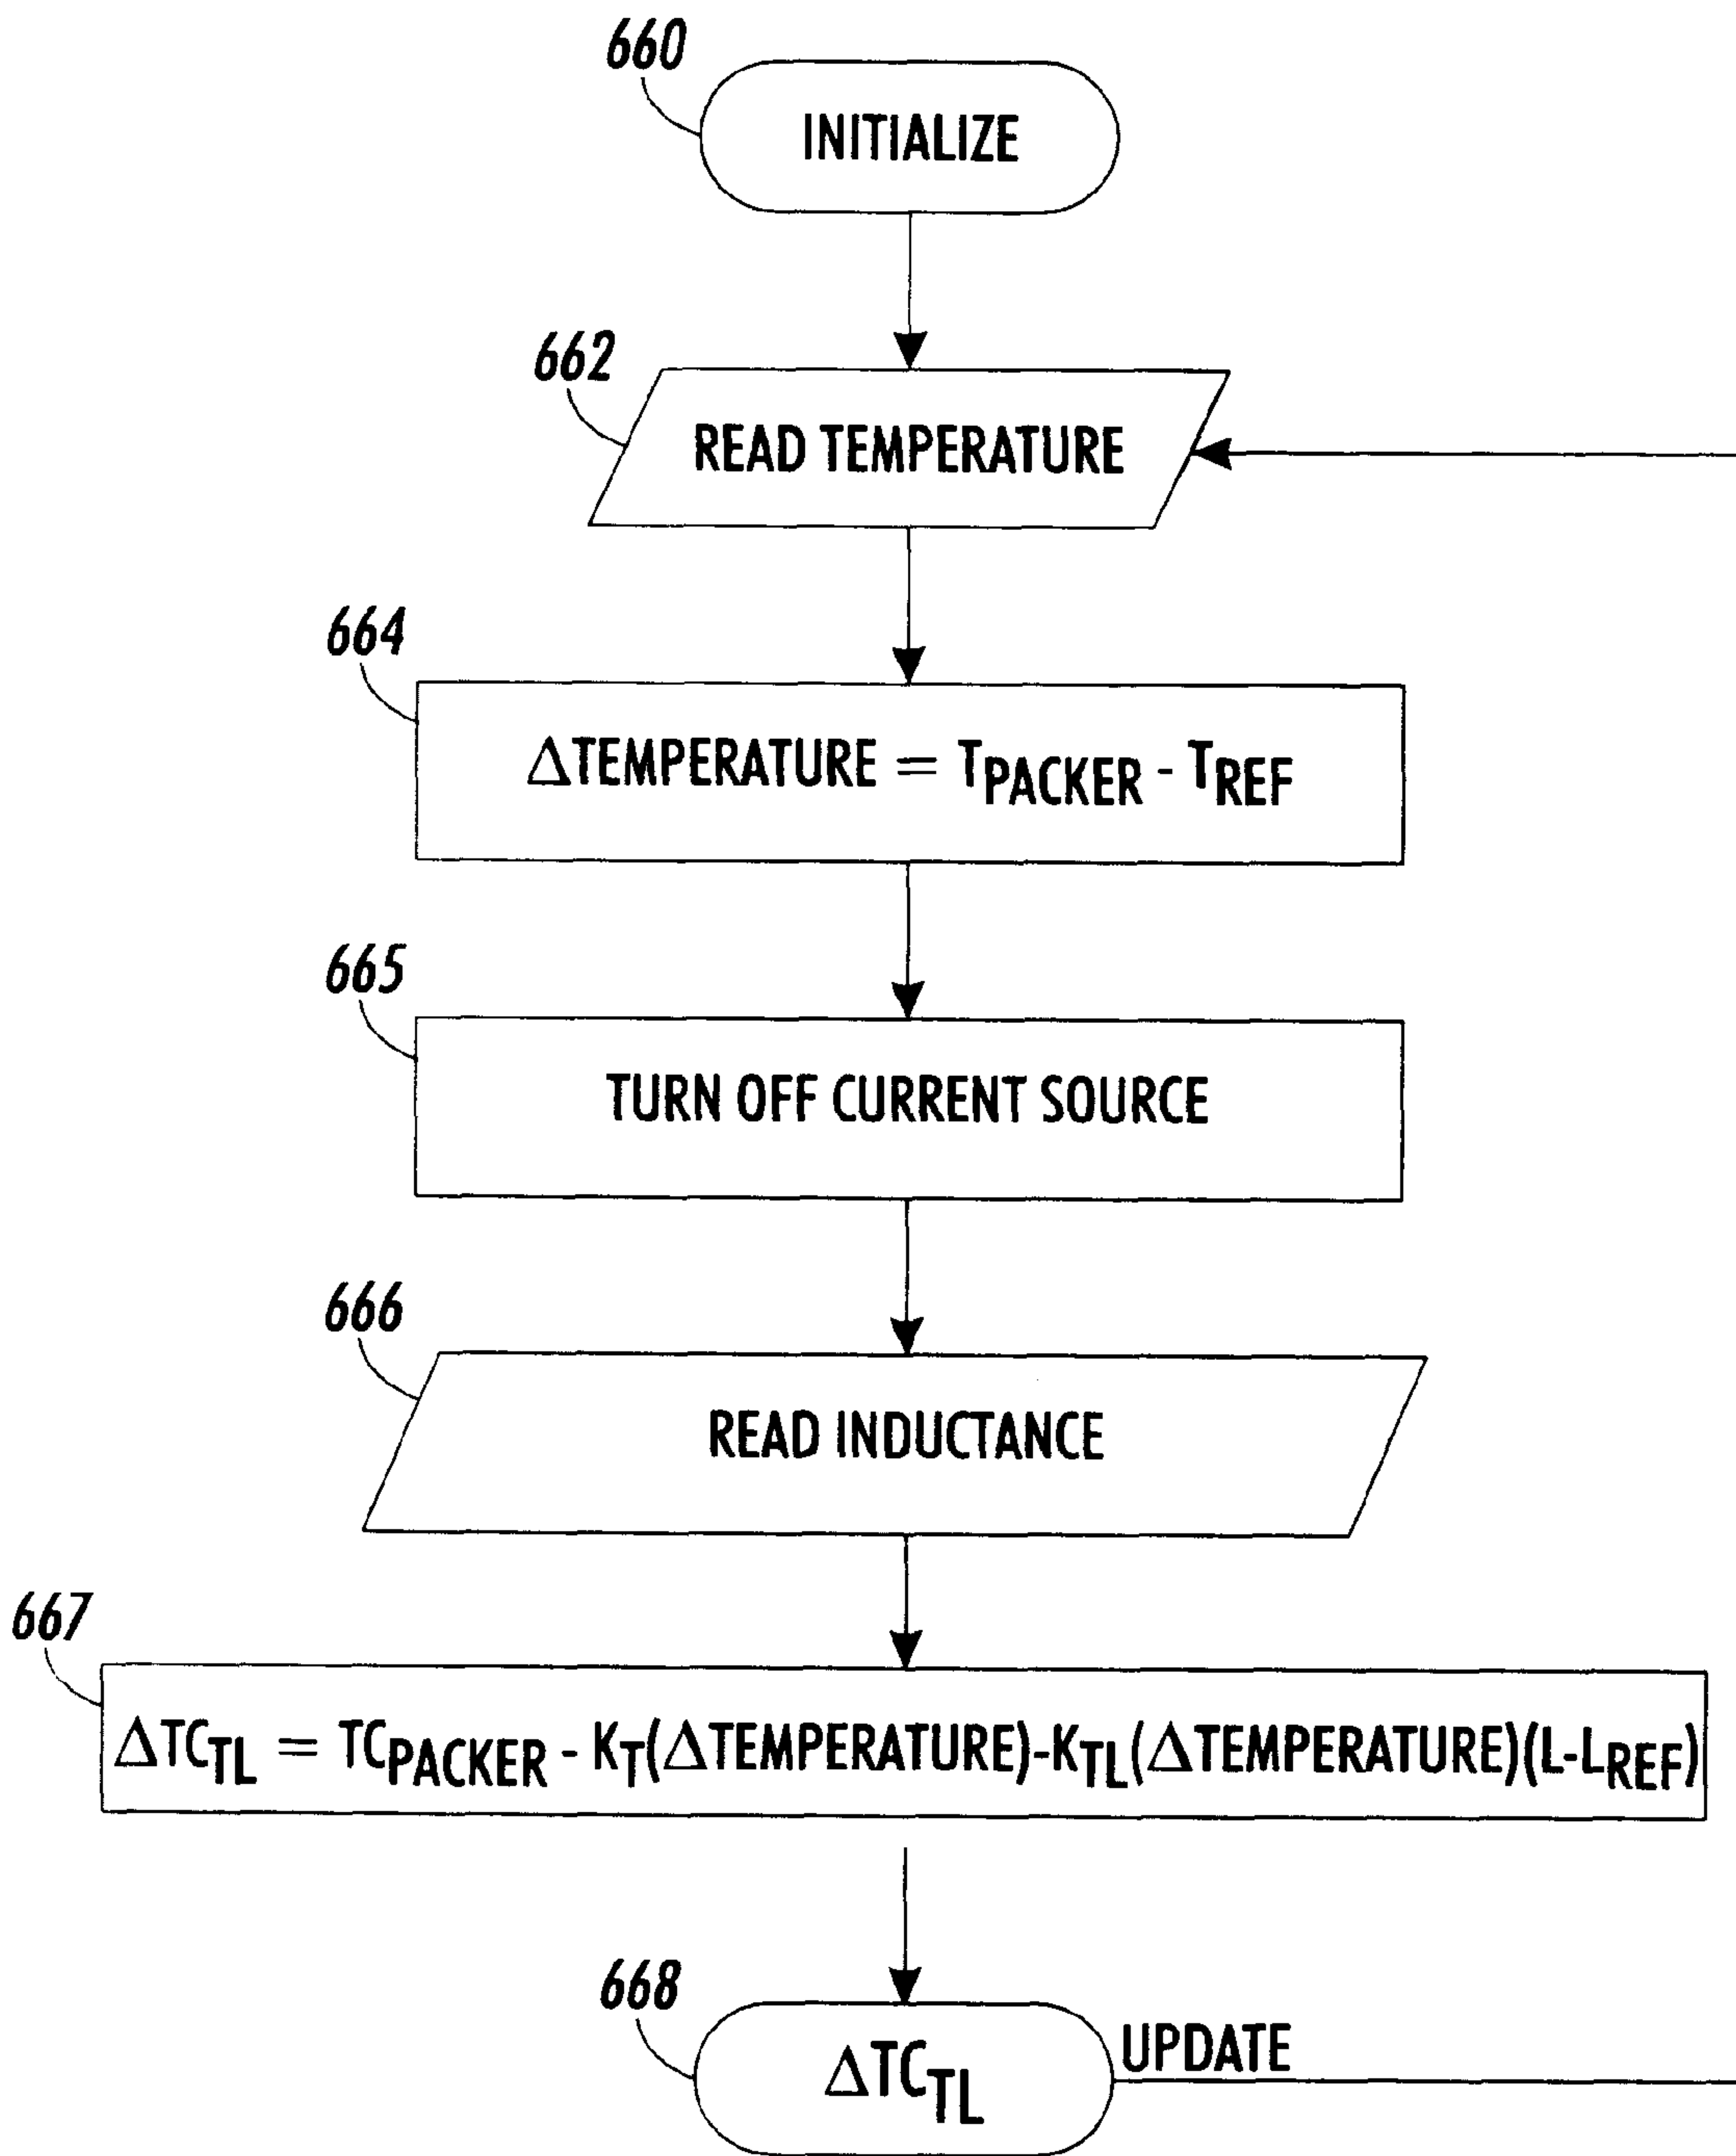 660
INITIALIZE
662
READ TEMPERATURE
664
ΔTEMPERATURE = TPACKER - TREF
665
TURN OFF CURRENT SOURCE
666
READ INDUCTANCE
667
ΔTCTL = TCPACKER - KT(ΔTEMPERATURE)-KTL(ΔTEMPERATURE)(L-LREF)
668
ΔTCTL
UPDATE